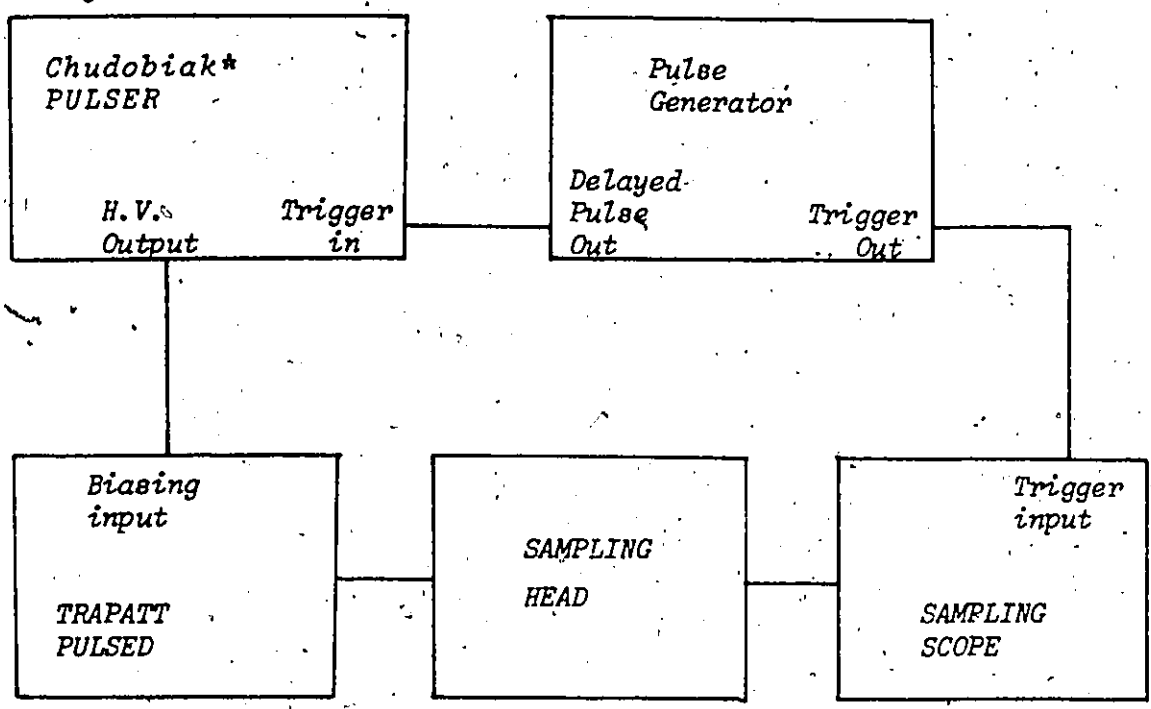 Chudobiak*
PULSER
H.V.
Output
Trigger
in
Pulse
Generator
Delayed
Pulse
Out
Trigger
Out
Biasing
input
TRAPATT
PULSED
SAMPLING
HEAD
Trigger
input
SAMPLING
SCOPE